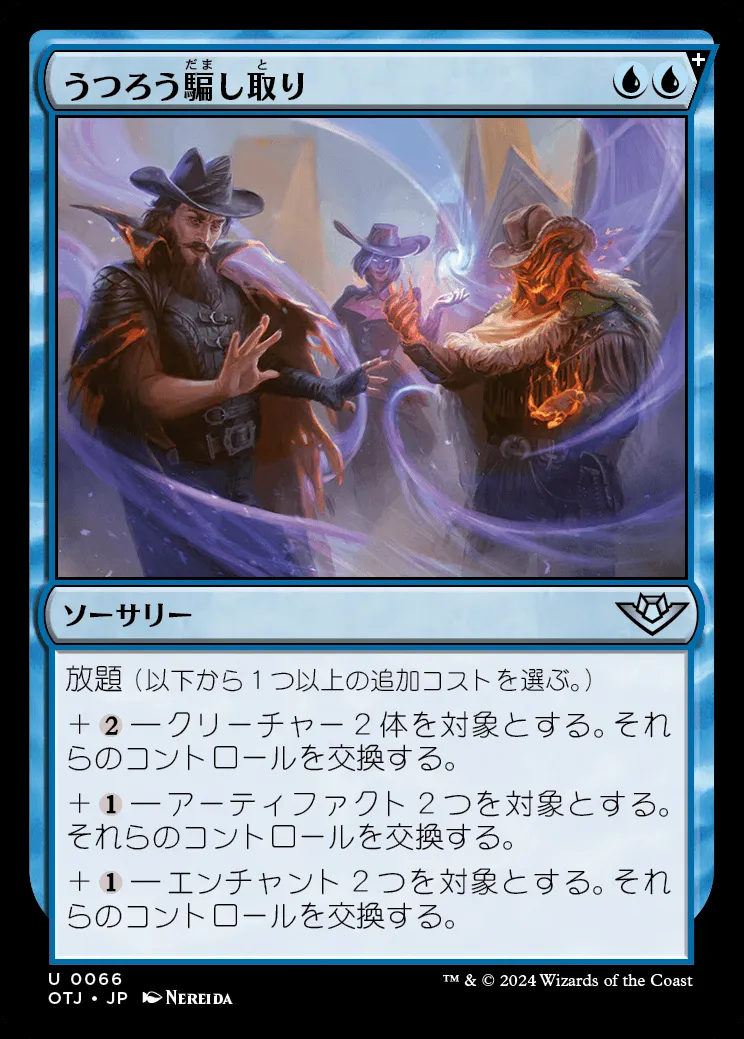 うつろう騙し取り
だま と
ソーサリー
放題（以下から１つ以上の追加コストを選ぶ。）
＋ 2 ― クリーチャー２体を対象とする。それ
らのコントロールを交換する。
＋ 1 ― アーティファクト２つを対象とする。
それらのコントロールを交換する。
＋ 1 ― エンチャント２つを対象とする。それ
らのコントロールを交換する。
U 0066
OTJ • JP NEREIDA
™ & © 2024 Wizards of the Coast